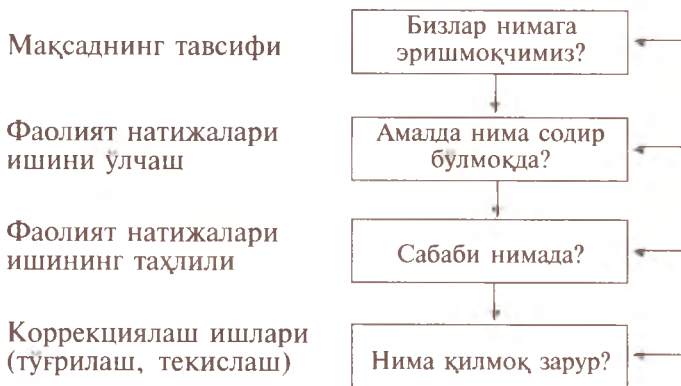 Мақсаднинг тавсифи
Бизлар нимага
эришмоқчимиз?
Фаолият натижалари
ишини ўлчаш
Амалда нима содир
булмоқда?
Фаолият натижалари
ишининг таҳлили
Сабаби нимада?
Коррекциялаш ишлари
(тўғрилаш, текислаш)
Нима қилмоқ зарур?